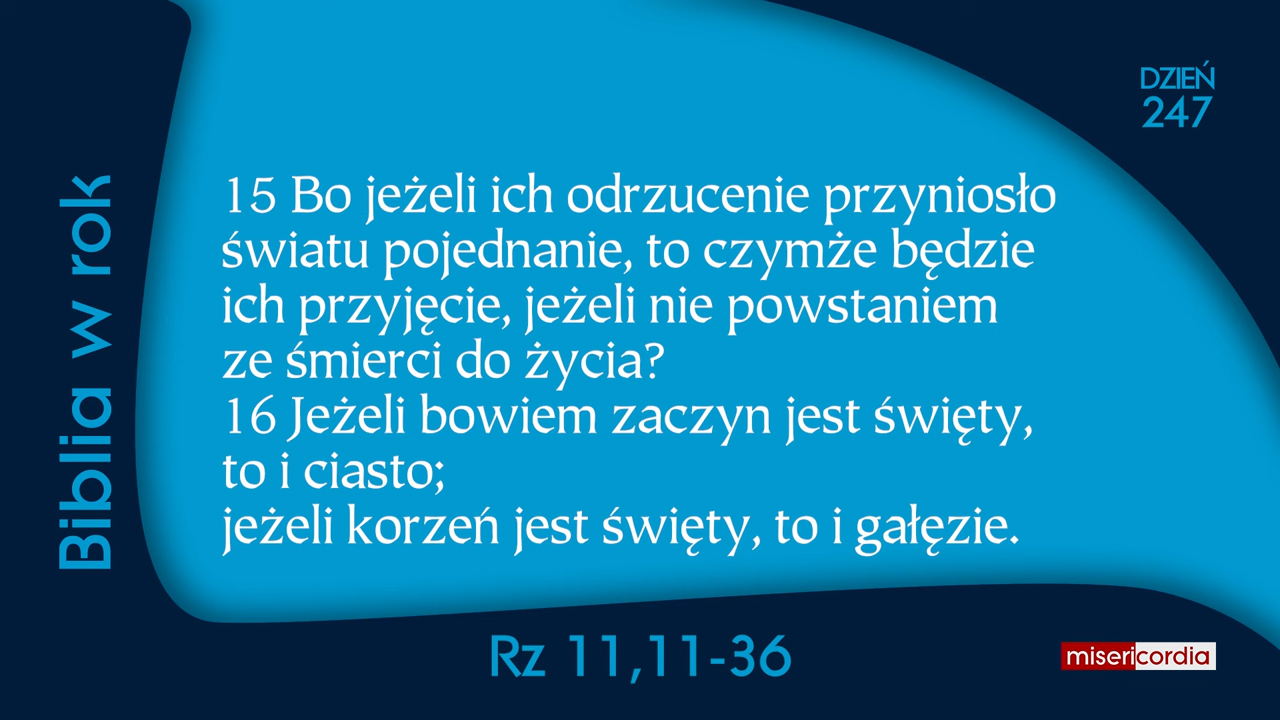 DZIEŃ
247
Biblia w rok
15 Bo jeżeli ich odrzucenie przyniosło
światu pojednanie, to czymże będzie
ich przyjęcie, jeżeli nie powstaniem
ze śmierci do życia?
16 Jeżeli bowiem zaczyn jest święty,
to i ciasto;
jeżeli korzeń jest święty, to i gałęzie.
Rz 11,11-36
misericordia